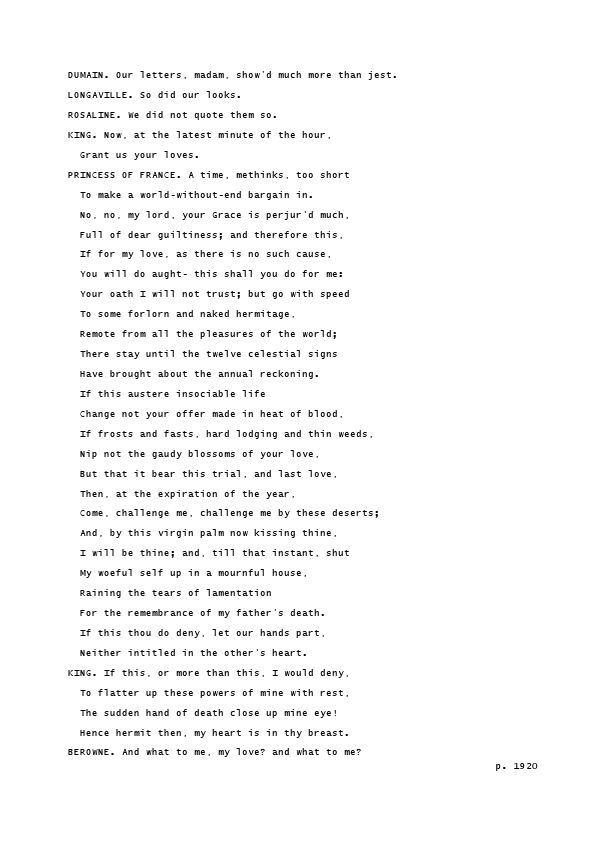 DUMAIN. Our letters, madam, show'd much more than jest.
LONGAVILLE. So did our looks.
ROSALINE. We did not quote them so.
KING. Now, at the latest minute of the hour,
Grant us your loves.
PRINCESS OF FRANCE. A time, methinks, too short
To make a world-without-end bargain in.
No, no, my lord, your Grace is perjur'd much,
Full of dear guiltiness; and therefore this,
If for my love, as there is no such cause,
You will do aught- this shall you do for me:
Your oath I will not trust; but go with speed
To some forlorn and naked hermitage,
Remote from all the pleasures of the world;
There stay until the twelve celestial signs
Have brought about the annual reckoning.
If this austere insociable life
Change not your offer made in heat of blood,
If frosts and fasts, hard lodging and thin weeds,
Nip not the gaudy blossoms of your love,
But that it bear this trial, and last love,
Then, at the expiration of the year,
Come, challenge me, challenge me by these deserts;
And, by this virgin palm now kissing thine,
I will be thine; and, till that instant, shut
My woeful self up in a mournful house,
Raining the tears of lamentation
For the remembrance of my father's death.
If this thou do deny, let our hands part,
Neither intitled in the other's heart.
KING. If this, or more than this, I would deny,
To flatter up these powers of mine with rest,
The sudden hand of death close up mine eye!
Hence hermit then, my heart is in thy breast.
BEROWNE. And what to me, my love? and what to me?
p. 1920